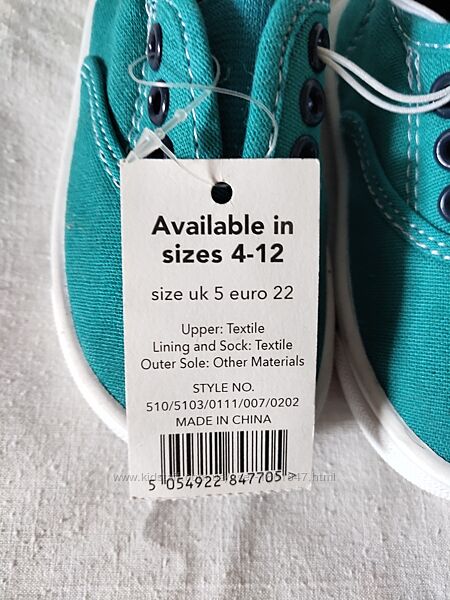 Available in
sizes 4-12
size uk 5 euro 22
Upper: Textile
Lining and Sock: Textile
Outer Sole: Other Materials
STYLE NO.
510/5103/0111/007/0202
MADE IN CHINA
5 054922 847705 >